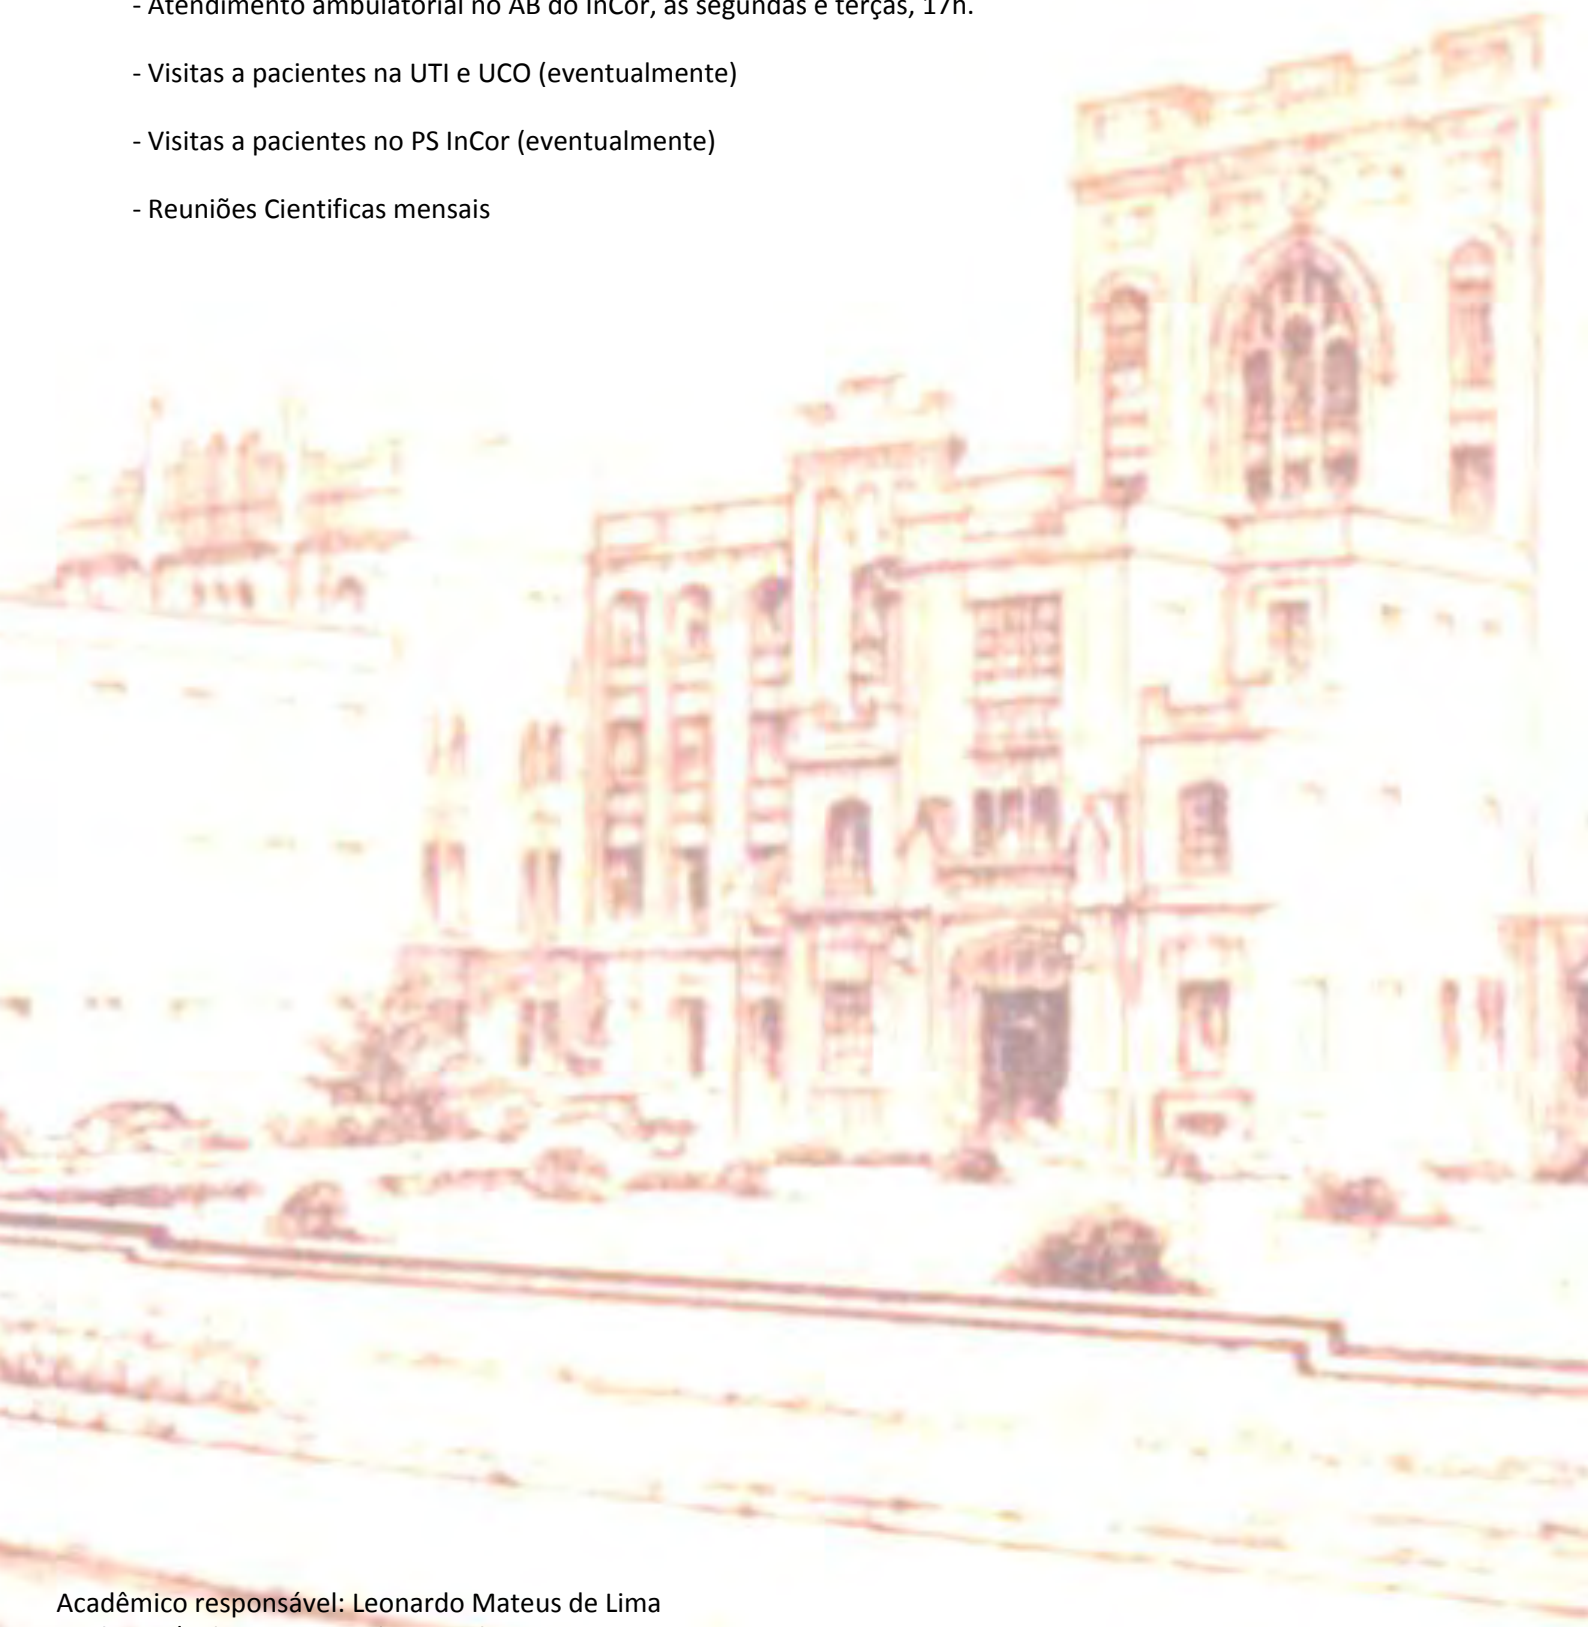 - Atendimento ambulatorial no AB do InCor, às segundas e terças, 17h.
- Visitas a pacientes na UTI e UCO (eventualmente)
- Visitas a pacientes no PS InCor (eventualmente)
- Reuniões Cientificas mensais
Acadêmico responsável: Leonardo Mateus de Lima